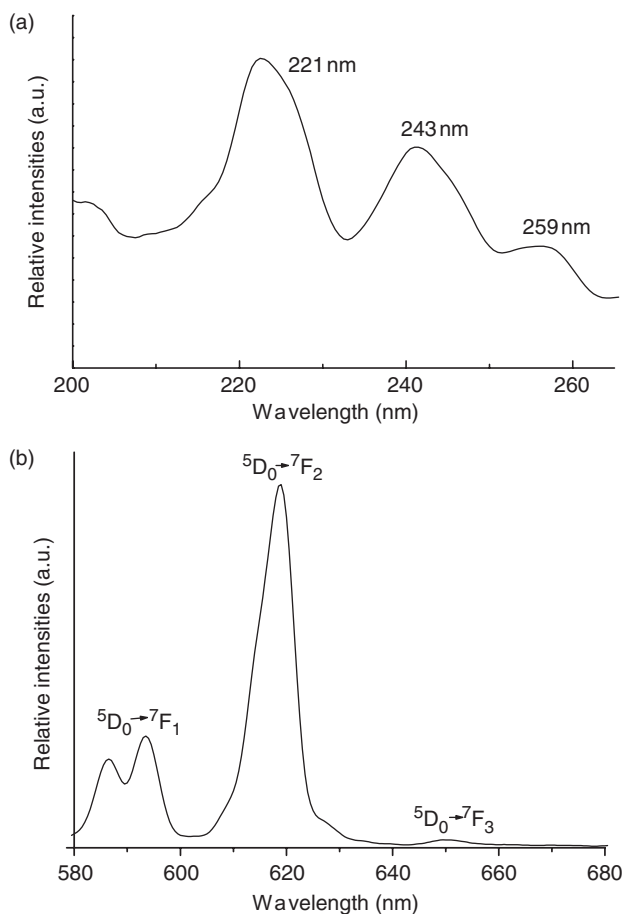 (a)
221 nm
243 nm
259 nm
Relative intensities (a.u.)
200 220 240 260
Wavelength (nm)
(b)
⁵D₀→⁷F₂
⁵D₀→⁷F₁
⁵D₀→⁷F₃
Relative intensities (a.u.)
580 600 620 640 660 680
Wavelength (nm)